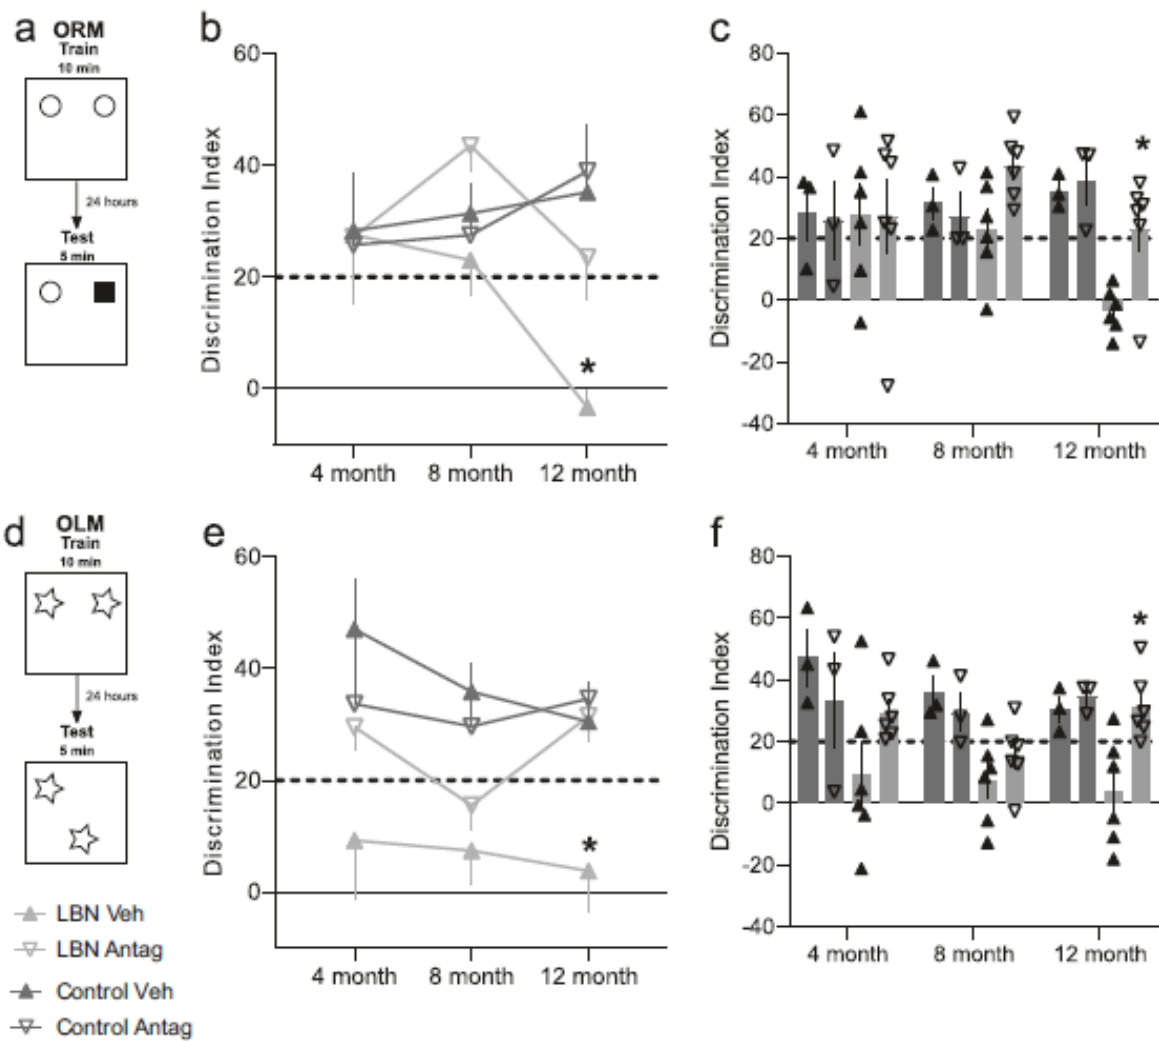 a
ORM
Train
10 min
24 hours
Test
5 min
b
Discrimination Index
60
40
20
0
*
4 month
8 month
12 month
c
Discrimination Index
80
60
40
20
0
-20
-40
*
4 month
8 month
12 month
d
OLM
Train
10 min
24 hours
Test
5 min
e
Discrimination Index
60
40
20
0
*
4 month
8 month
12 month
f
Discrimination Index
80
60
40
20
0
-20
-40
*
4 month
8 month
12 month
LBN Veh
LBN Antag
Control Veh
Control Antag